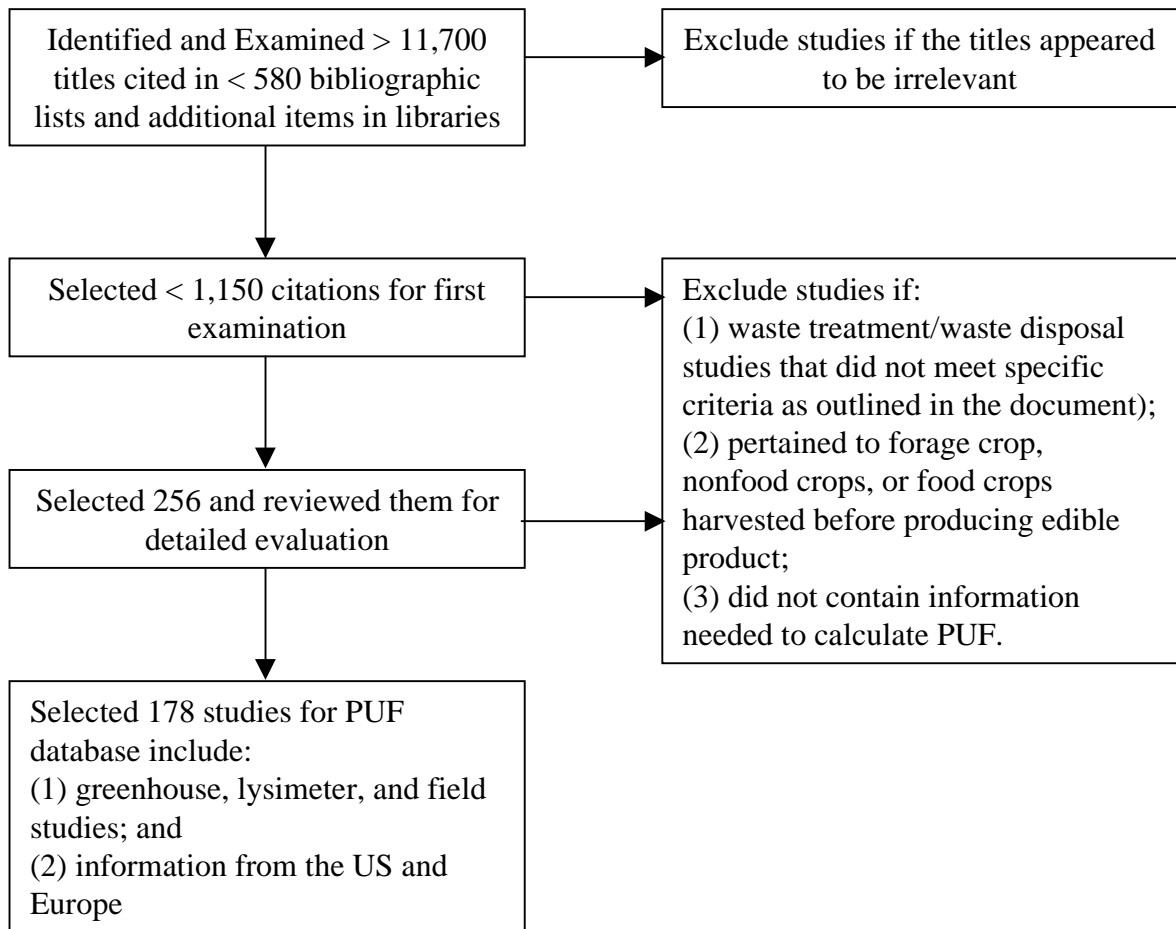 Identified and Examined > 11,700
titles cited in < 580 bibliographic
lists and additional items in libraries
Exclude studies if the titles appeared
to be irrelevant
Selected < 1,150 citations for first
examination
Exclude studies if:
(1) waste treatment/waste disposal
studies that did not meet specific
criteria as outlined in the document);
(2) pertained to forage crop,
nonfood crops, or food crops
harvested before producing edible
product;
(3) did not contain information
needed to calculate PUF.
Selected 256 and reviewed them for
detailed evaluation
Selected 178 studies for PUF
database include:
(1) greenhouse, lysimeter, and field
studies; and
(2) information from the US and
Europe